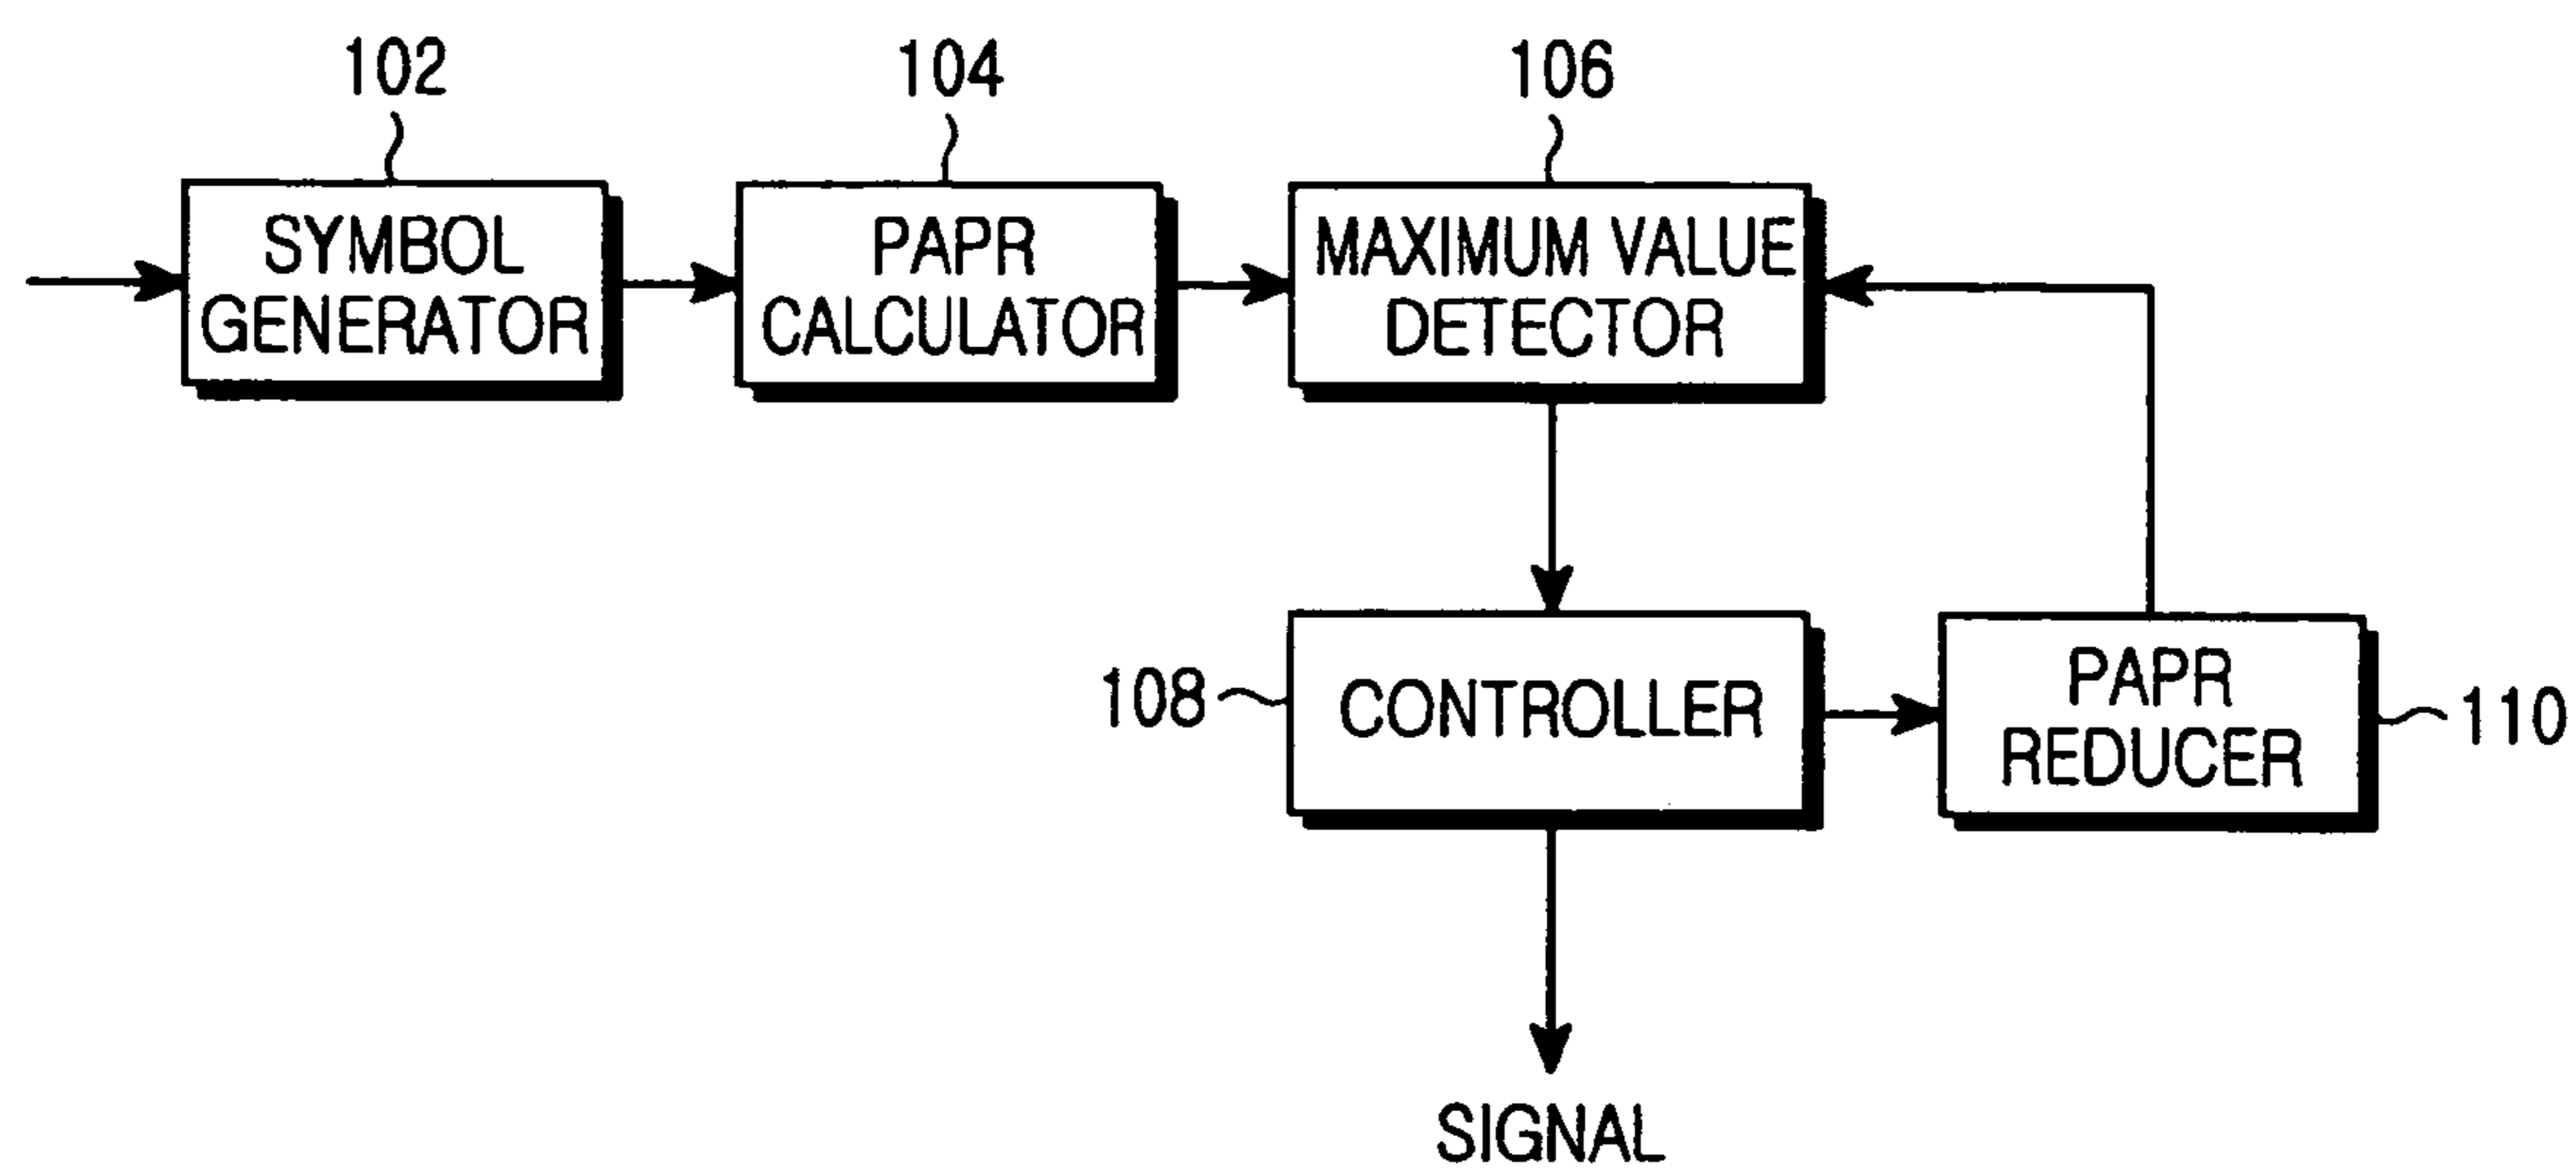 102
104
106
SYMBOL
GENERATOR
PAPR
CALCULATOR
MAXIMUM VALUE
DETECTOR
108
CONTROLLER
PAPR
REDUCER
110
SIGNAL